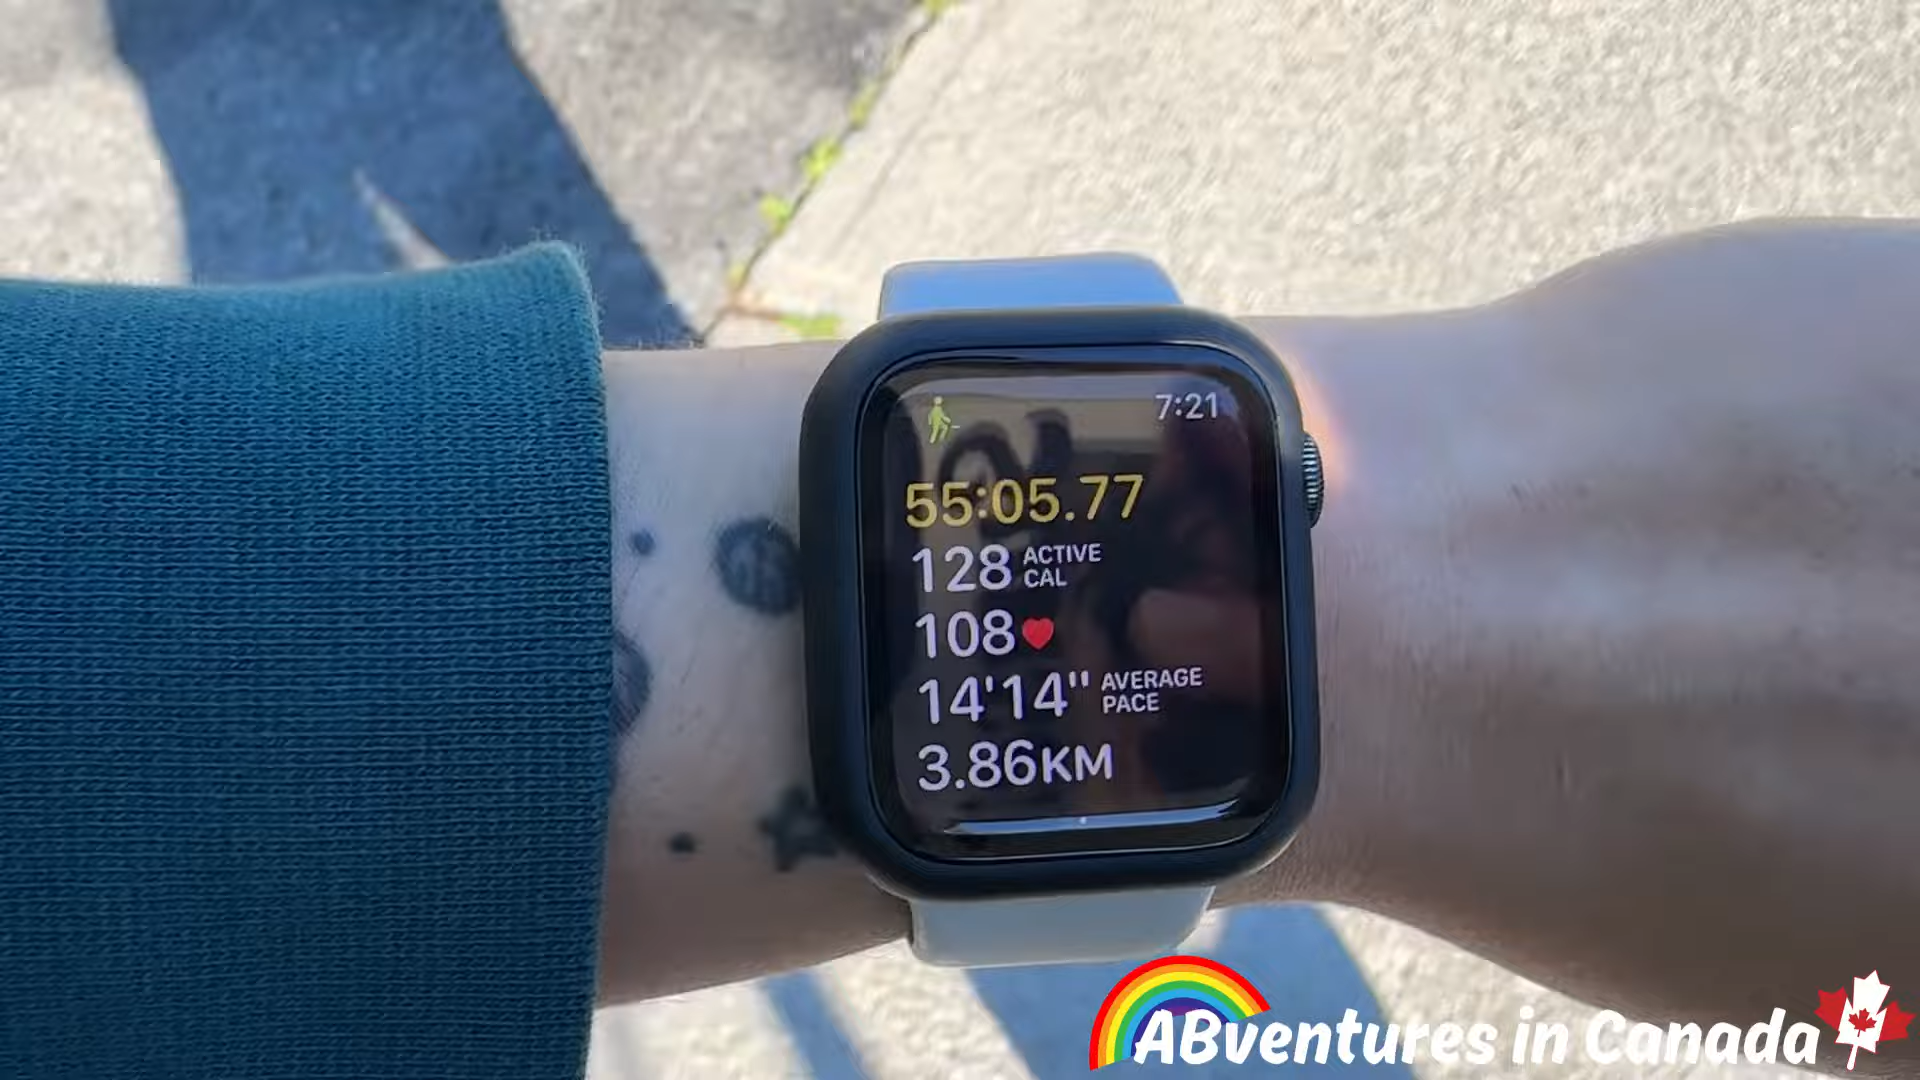 7:21
55:05.77
128 ACTIVE
CAL
108
14'14" AVERAGE
PACE
3.86KM
ABventures in Canada